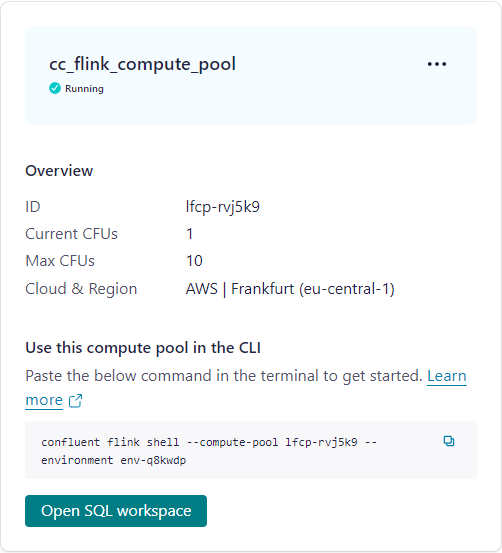 cc_flink_compute_pool
Running
Overview
ID lfcp-rvj5k9
Current CFUs 1
Max CFUs 10
Cloud & Region AWS | Frankfurt (eu-central-1)
Use this compute pool in the CLI
Paste the below command in the terminal to get started. Learn
more
confluent flink shell --compute-pool lfcp-rvj5k9 --
environment env-q8kwdp
Open SQL workspace